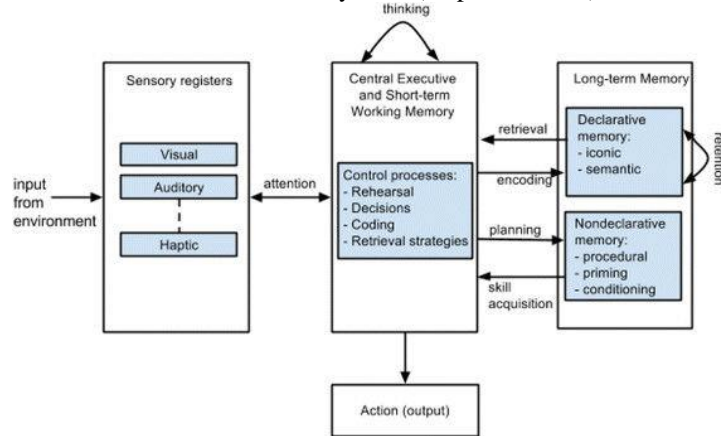 thinking
Sensory registers
Visual
Auditory
Haptic
input
from
environment
attention
Central Executive
and Short-term
Working Memory
Control processes:
- Rehearsal
- Decisions
- Coding
- Retrieval strategies
retrieval
encoding
planning
skill
acquisition
Long-term Memory
Declarative
memory:
- iconic
- semantic
retention
Nondeclarative
memory:
- procedural
- priming
- conditioning
Action (output)